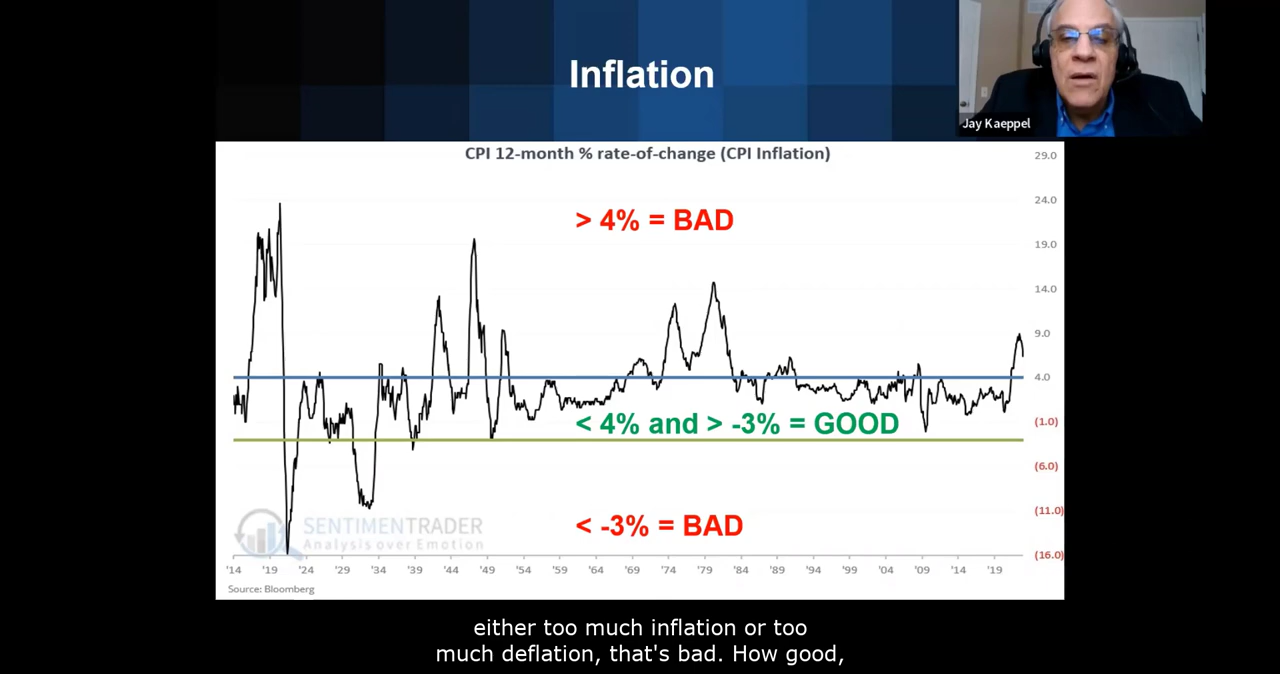 Inflation
Jay Kaeppel
CPI 12-month % rate-of-change (CPI Inflation)
29.0
24.0
> 4% = BAD
19.0
14.0
9.0
4.0
< 4% and > -3% = GOOD
(1.0)
(6.0)
(11.0)
SENTIMENTRADER
Analysis over Emotion
< -3% = BAD
(16.0)
'14 '19 '24 '29 '34 '39 '44 '49 '54 '59 '64 '69 '74 '79 '84 '89 '94 '99 '04 '09 '14 '19
Source: Bloomberg
either too much inflation or too
much deflation, that's bad. How good,